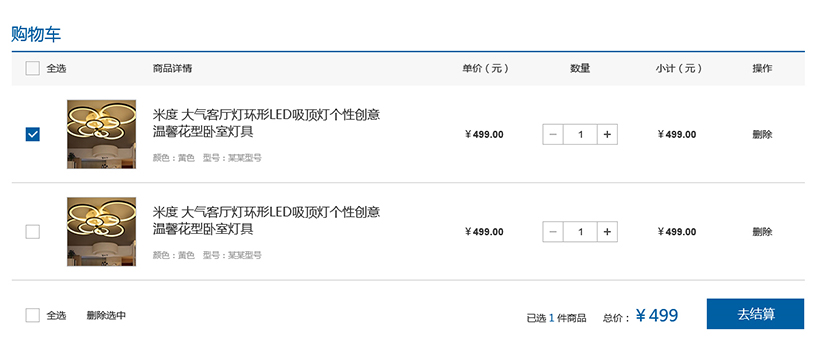 购物车
全选 商品详情 单价（元） 数量 小计（元） 操作
米度 大气客厅灯环形LED吸顶灯个性创意
温馨花型卧室灯具
¥499.00 − 1 + ¥499.00 删除
颜色：黄色 型号：某某型号
米度 大气客厅灯环形LED吸顶灯个性创意
温馨花型卧室灯具
¥499.00 − 1 + ¥499.00 删除
颜色：黄色 型号：某某型号
全选 删除选中 已选 1 件商品 总价：¥499 去结算